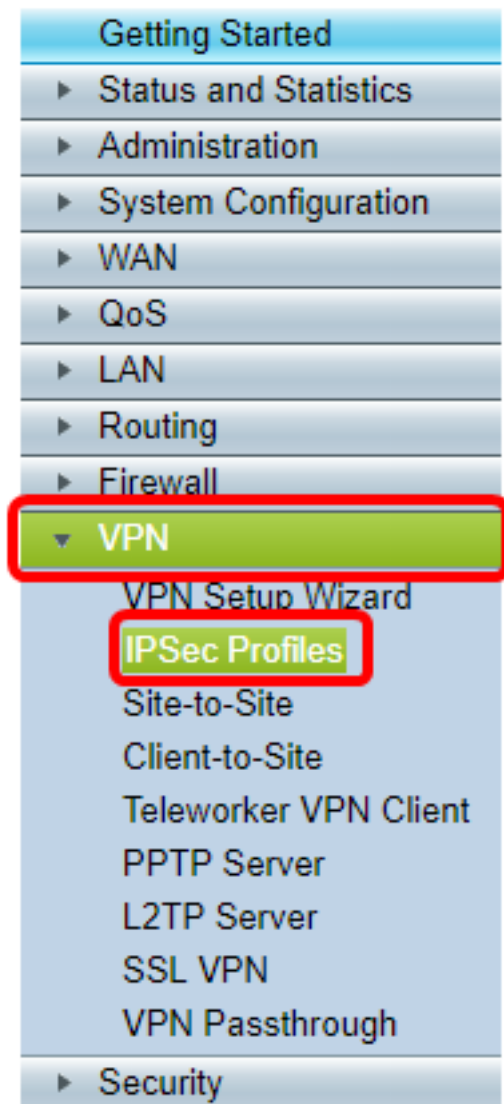 Getting Started
Status and Statistics
Administration
System Configuration
WAN
QoS
LAN
Routing
Firewall
VPN
VPN Setup Wizard
IPSec Profiles
Site-to-Site
Client-to-Site
Teleworker VPN Client
PPTP Server
L2TP Server
SSL VPN
VPN Passthrough
Security